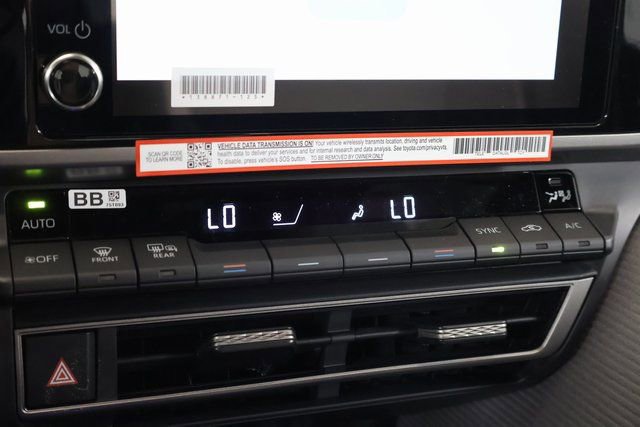 VOL
*138871-125*
SCAN QR CODE
TO LEARN MORE
VEHICLE DATA TRANSMISSION IS ON! Your vehicle wirelessly transmits location, driving and vehicle
health data to deliver your services and for internal research and data analysis. See toyota.com/privacyvts.
To disable, press vehicle's SOS button. TO BE REMOVED BY OWNER ONLY
BB
75TB93
AUTO
LO
LO
OFF
FRONT
REAR
SYNC
A/C